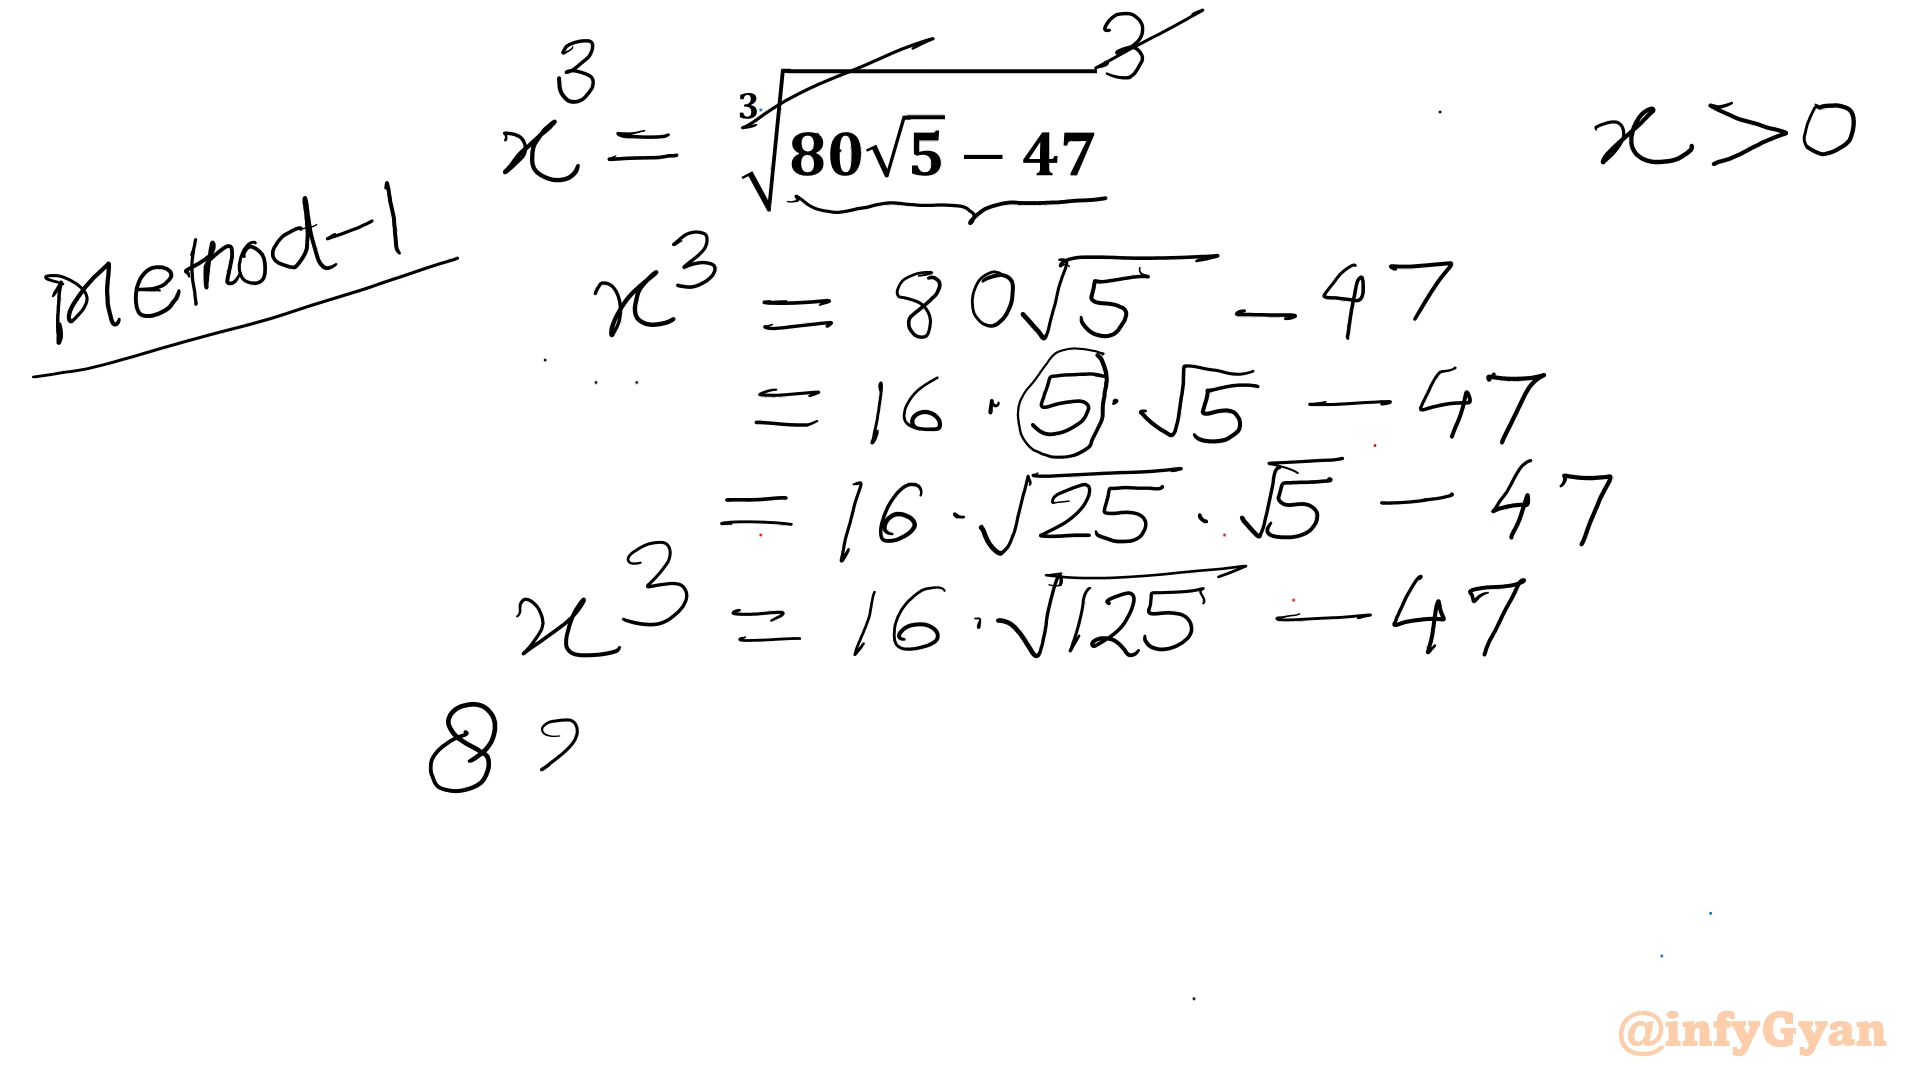 x³ = ∛(80√5 − 47)³
x > 0
Method-1
x³ = 80√5 − 47
= 16 · 5 · √5 − 47
= 16 · √25 · √5 − 47
x³ = 16 · √125 − 47
8
@infyGyan